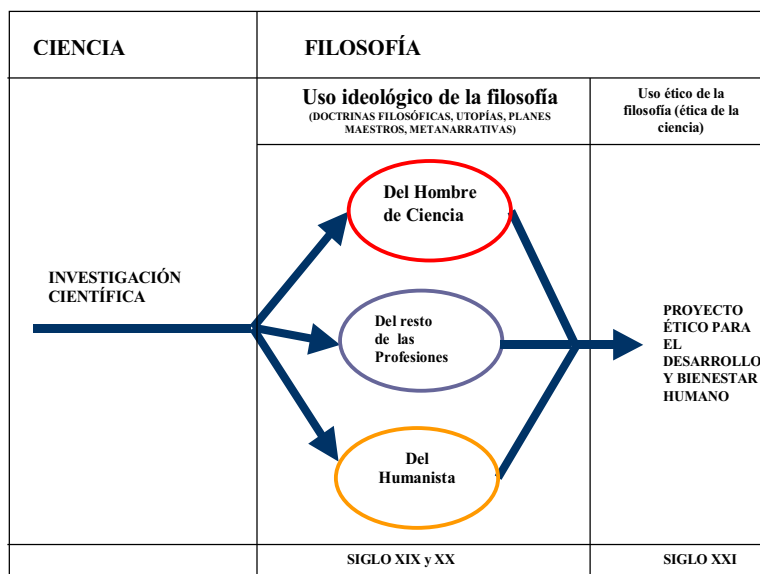 CIENCIA
FILOSOFÍA
Uso ideológico de la filosofía
(DOCTRINAS FILOSÓFICAS, UTOPÍAS, PLANES
MAESTROS, METANARRATIVAS)
Uso ético de la
filosofía (ética de la
ciencia)
INVESTIGACIÓN
CIENTÍFICA
Del Hombre
de Ciencia
Del resto
de las
Profesiones
Del
Humanista
PROYECTO
ÉTICO PARA
EL
DESARROLLO
Y BIENESTAR
HUMANO
SIGLO XIX y XX
SIGLO XXI